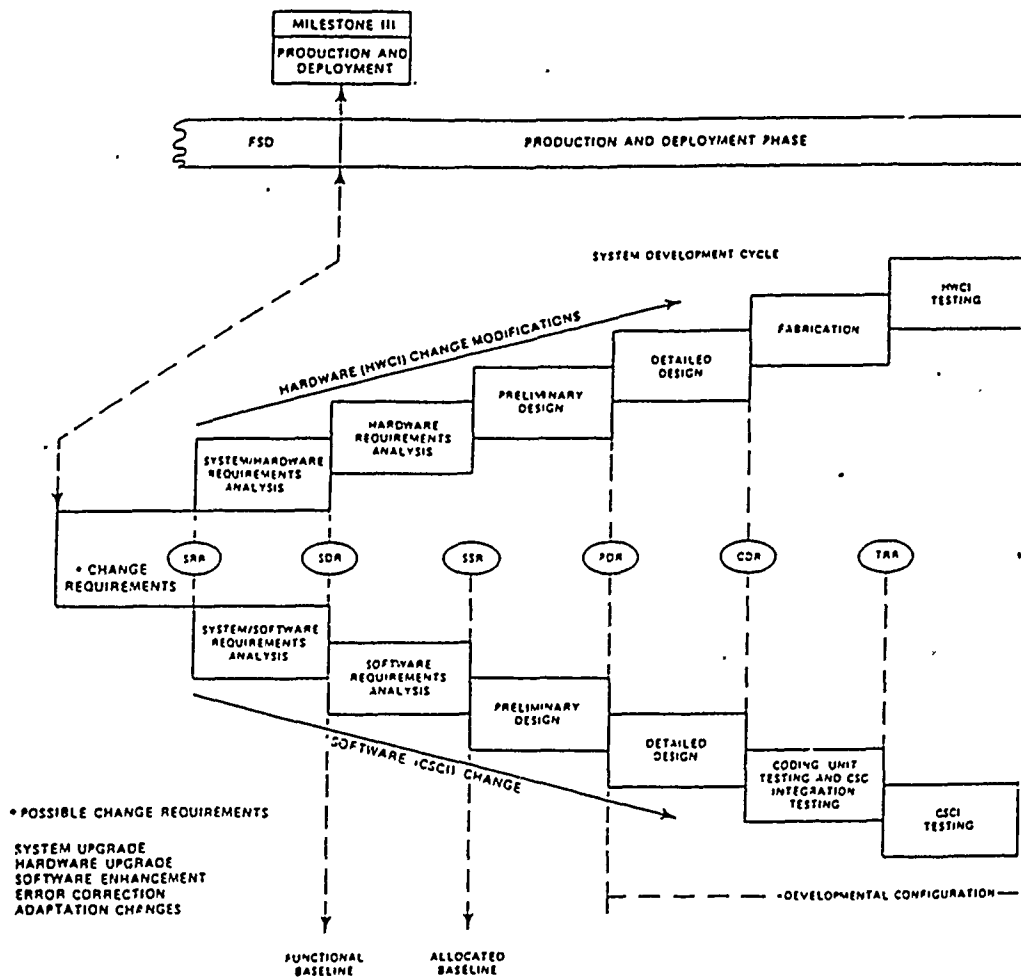 MILESTONE III
PRODUCTION AND
DEPLOYMENT
FSD
PRODUCTION AND DEPLOYMENT PHASE
SYSTEM DEVELOPMENT CYCLE
HWCI
TESTING
FABRICATION
HARDWARE (HWCI) CHANGE MODIFICATIONS
DETAILED
DESIGN
PRELIMINARY
DESIGN
HARDWARE
REQUIREMENTS
ANALYSIS
SYSTEM/HARDWARE
REQUIREMENTS
ANALYSIS
* CHANGE
REQUIREMENTS
SRR
SDR
SSR
PDR
CDR
TRR
SYSTEM/SOFTWARE
REQUIREMENTS
ANALYSIS
SOFTWARE
REQUIREMENTS
ANALYSIS
PRELIMINARY
DESIGN
DETAILED
DESIGN
CODING UNIT
TESTING AND CSC
INTEGRATION
TESTING
CSCI
TESTING
SOFTWARE (CSCI) CHANGE
* POSSIBLE CHANGE REQUIREMENTS
SYSTEM UPGRADE
HARDWARE UPGRADE
SOFTWARE ENHANCEMENT
ERROR CORRECTION
ADAPTATION CHANGES
DEVELOPMENTAL CONFIGURATION
FUNCTIONAL
BASELINE
ALLOCATED
BASELINE